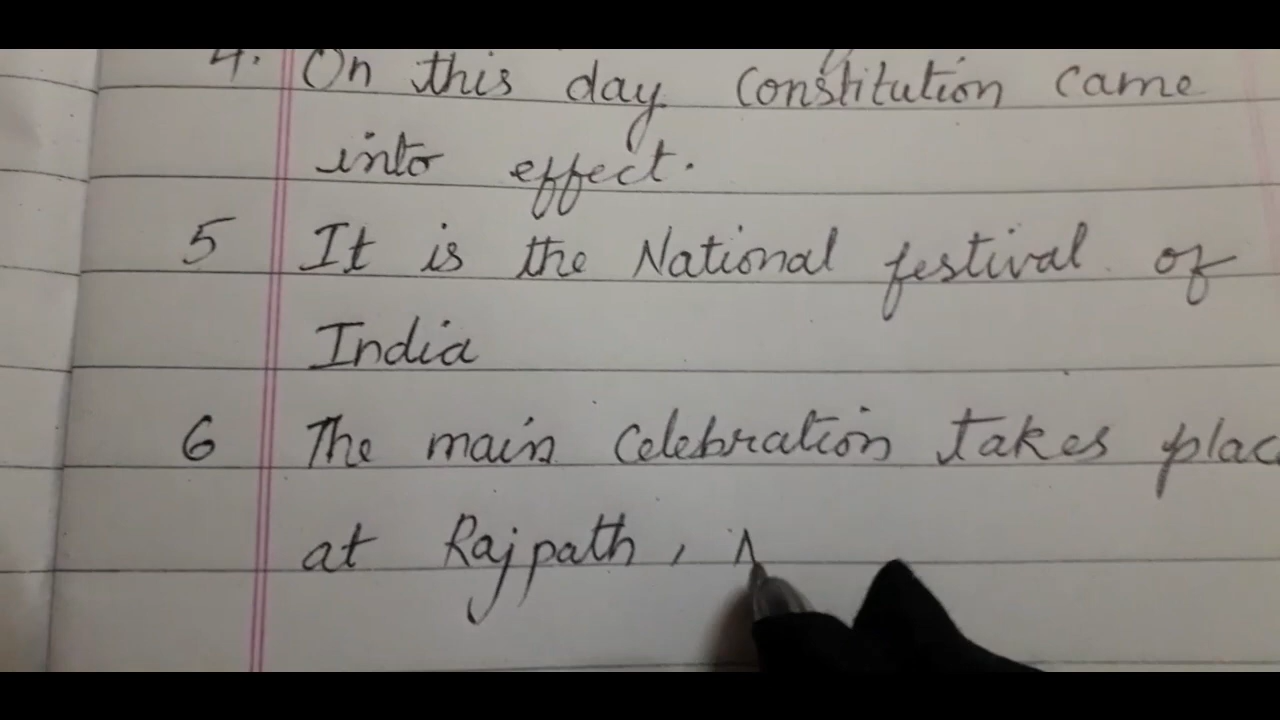 4. On this day Constitution came
into effect.
5 It is the National festival of
India
6 The main Celebration takes plac
at Rajpath,